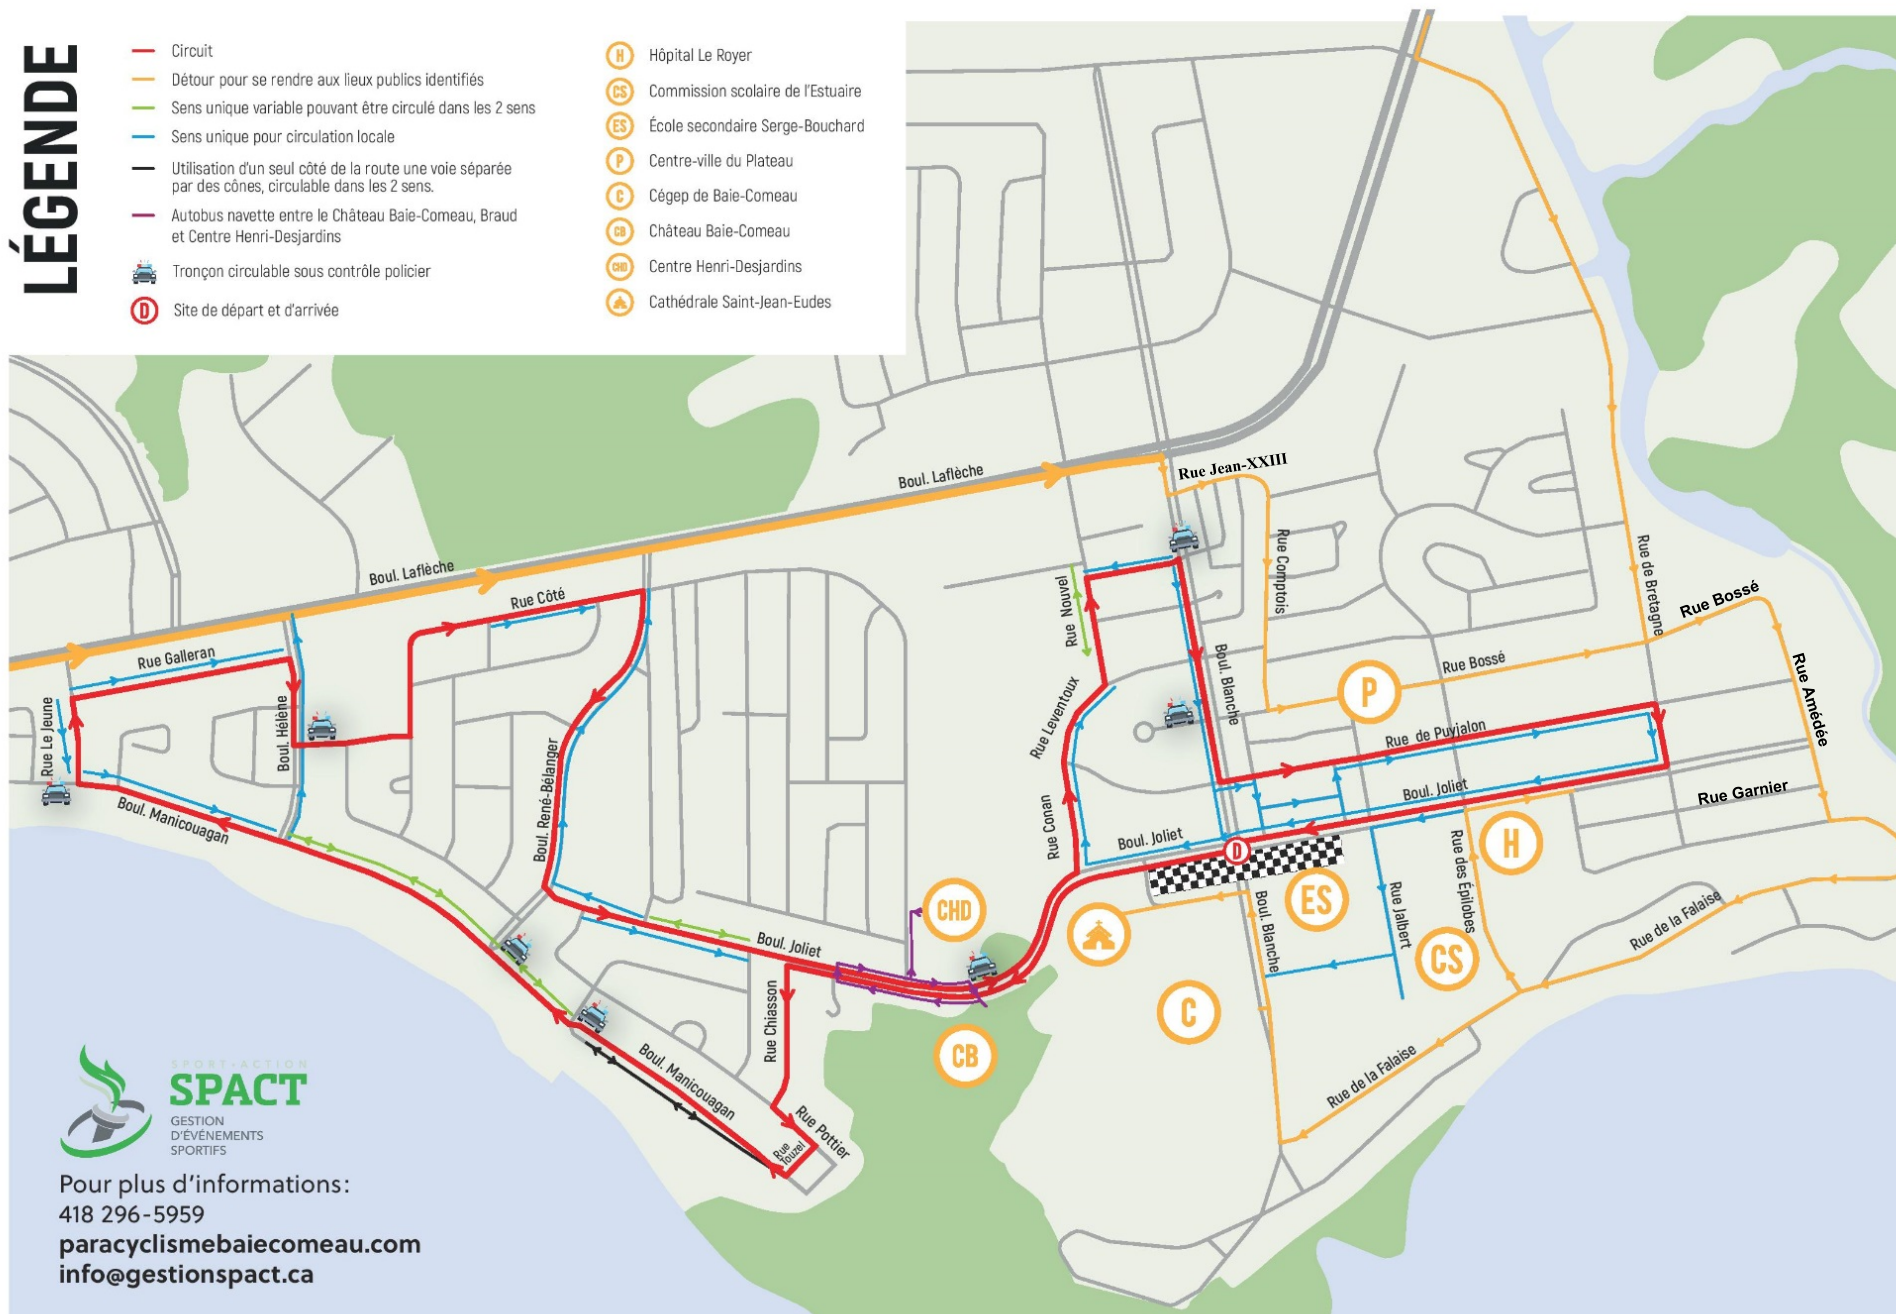 LÉGENDE
Circuit
Détour pour se rendre aux lieux publics identifiés
Sens unique variable pouvant être circulé dans les 2 sens
Sens unique pour circulation locale
Utilisation d'un seul côté de la route une voie séparée
par des cônes, circulable dans les 2 sens.
Autobus navette entre le Château Baie-Comeau, Braud
et Centre Henri-Desjardins
Tronçon circulable sous contrôle policier
D Site de départ et d'arrivée
H Hôpital Le Royer
CS Commission scolaire de l'Estuaire
ES École secondaire Serge-Bouchard
P Centre-ville du Plateau
C Cégep de Baie-Comeau
CB Château Baie-Comeau
CHD Centre Henri-Desjardins
Cathédrale Saint-Jean-Eudes
Boul. Laflèche
Rue Jean-XXIII
Boul. Laflèche
Rue Côté
Rue Comptois
Rue de Bretagne
Rue Nouvel
Rue Bossé
Rue Galleran
Rue Bossé
Rue Amédée
P
Boul. Blanche
Rue Leventoux
Rue Le Jeune
Boul. Hélène
Rue de Puyjalon
Boul. René-Bélanger
Boul. Joliet
Rue Garnier
Boul. Manicouagan
Rue Conan
Boul. Joliet
D
H
Rue des Épilobes
ES
Rue Jalbert
CHD
Boul. Blanche
Rue de la Falaise
Boul. Joliet
CS
Rue Chiasson
C
CB
Boul. Manicouagan
Rue de la Falaise
Rue Pottier
Rue
Touzel
SPORT-ACTION
SPACT
GESTION
D'ÉVÉNEMENTS
SPORTIFS
Pour plus d'informations:
418 296-5959
paracyclismebaiecomeau.com
info@gestionspact.ca